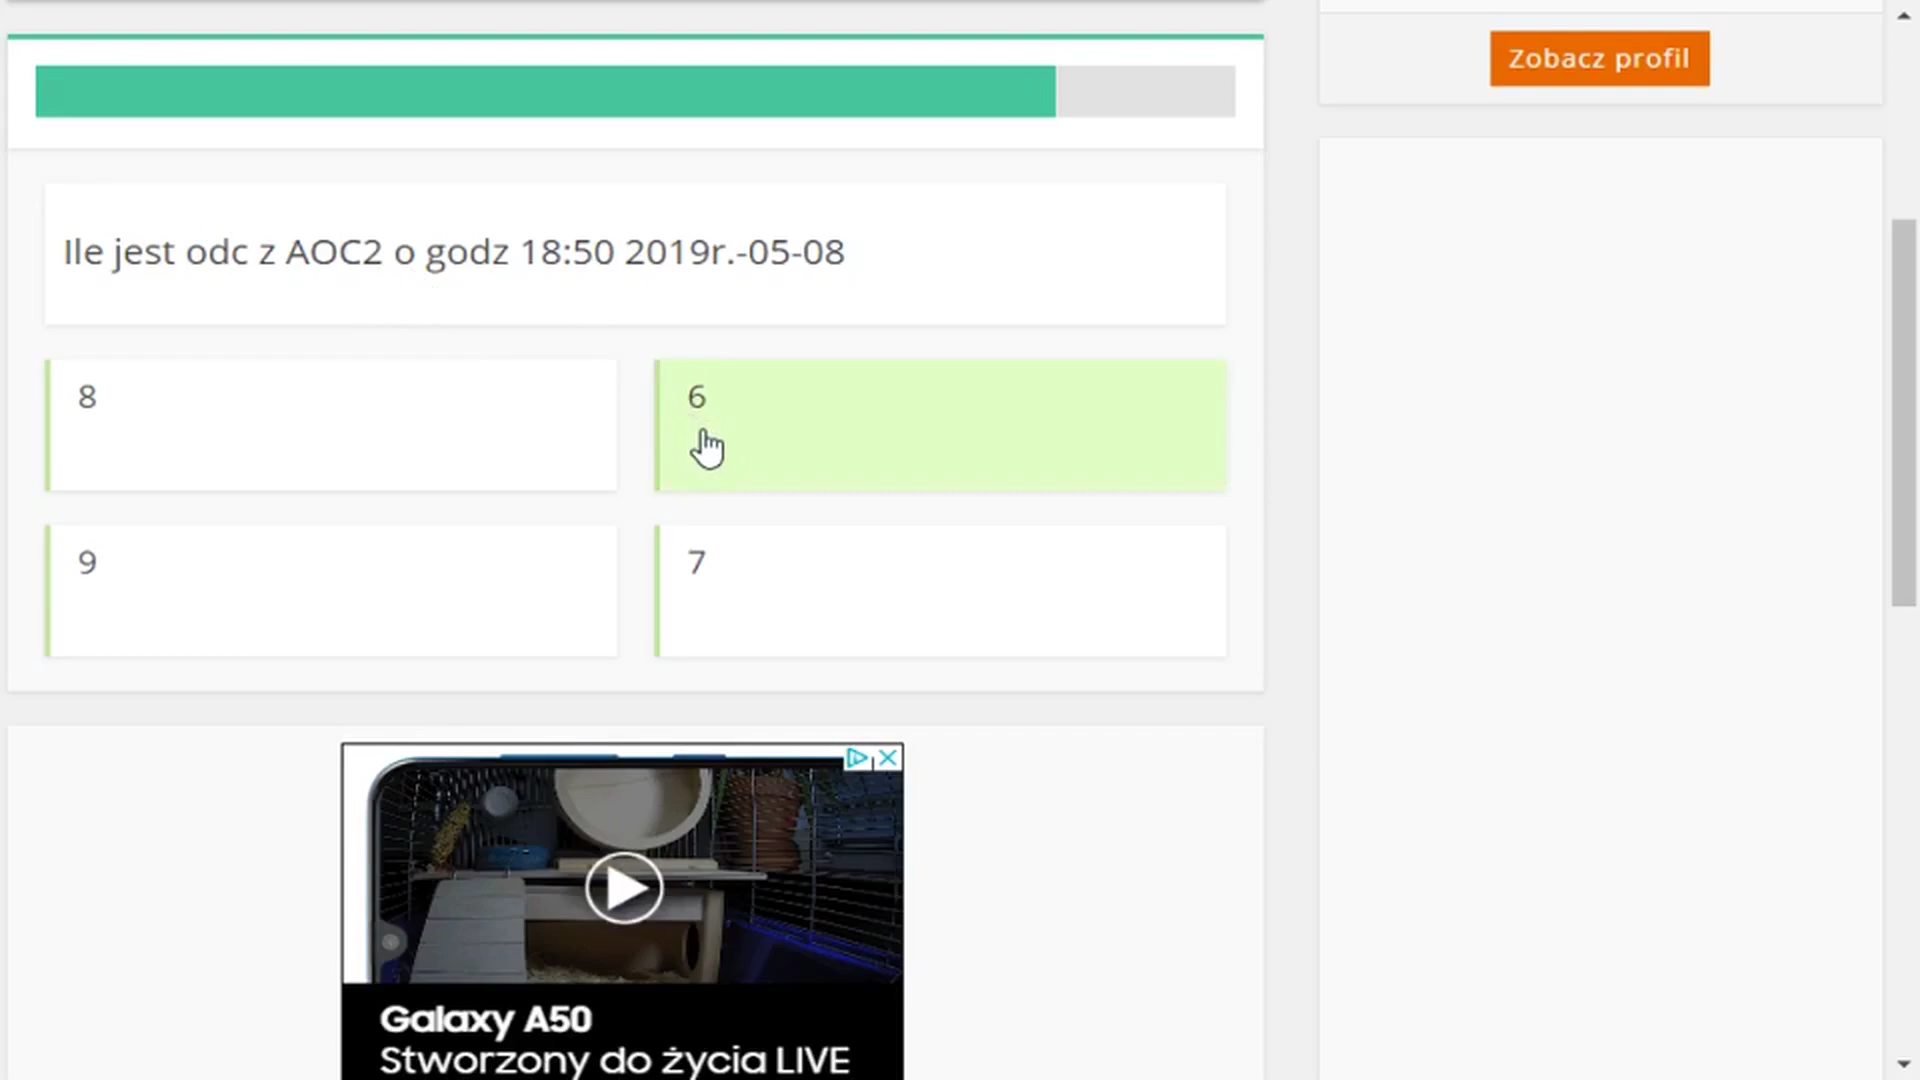 Zobacz profil
Ile jest odc z AOC2 o godz 18:50 2019r.-05-08
8
6
9
7
Galaxy A50
Stworzony do życia LIVE